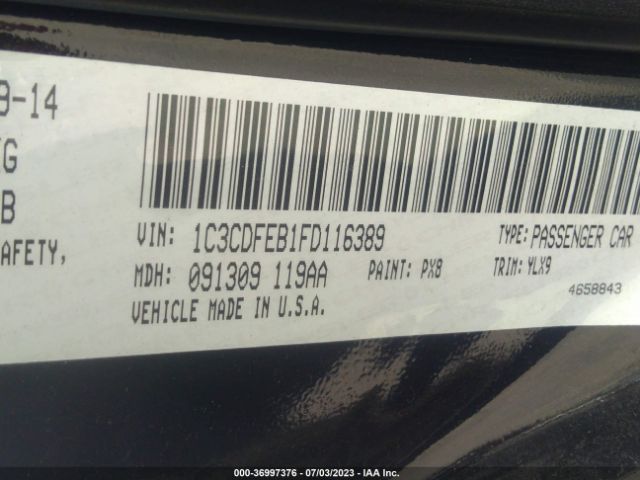 9-14
G
B
AFETY,
VIN: 1C3CDFEB1FD116389 TYPE: PASSENGER CAR
MDH: 091309 119AA PAINT: PX8 TRIM: YLX9
VEHICLE MADE IN U.S.A. 4658843
000-36997376 - 07/03/2023 - IAA Inc.